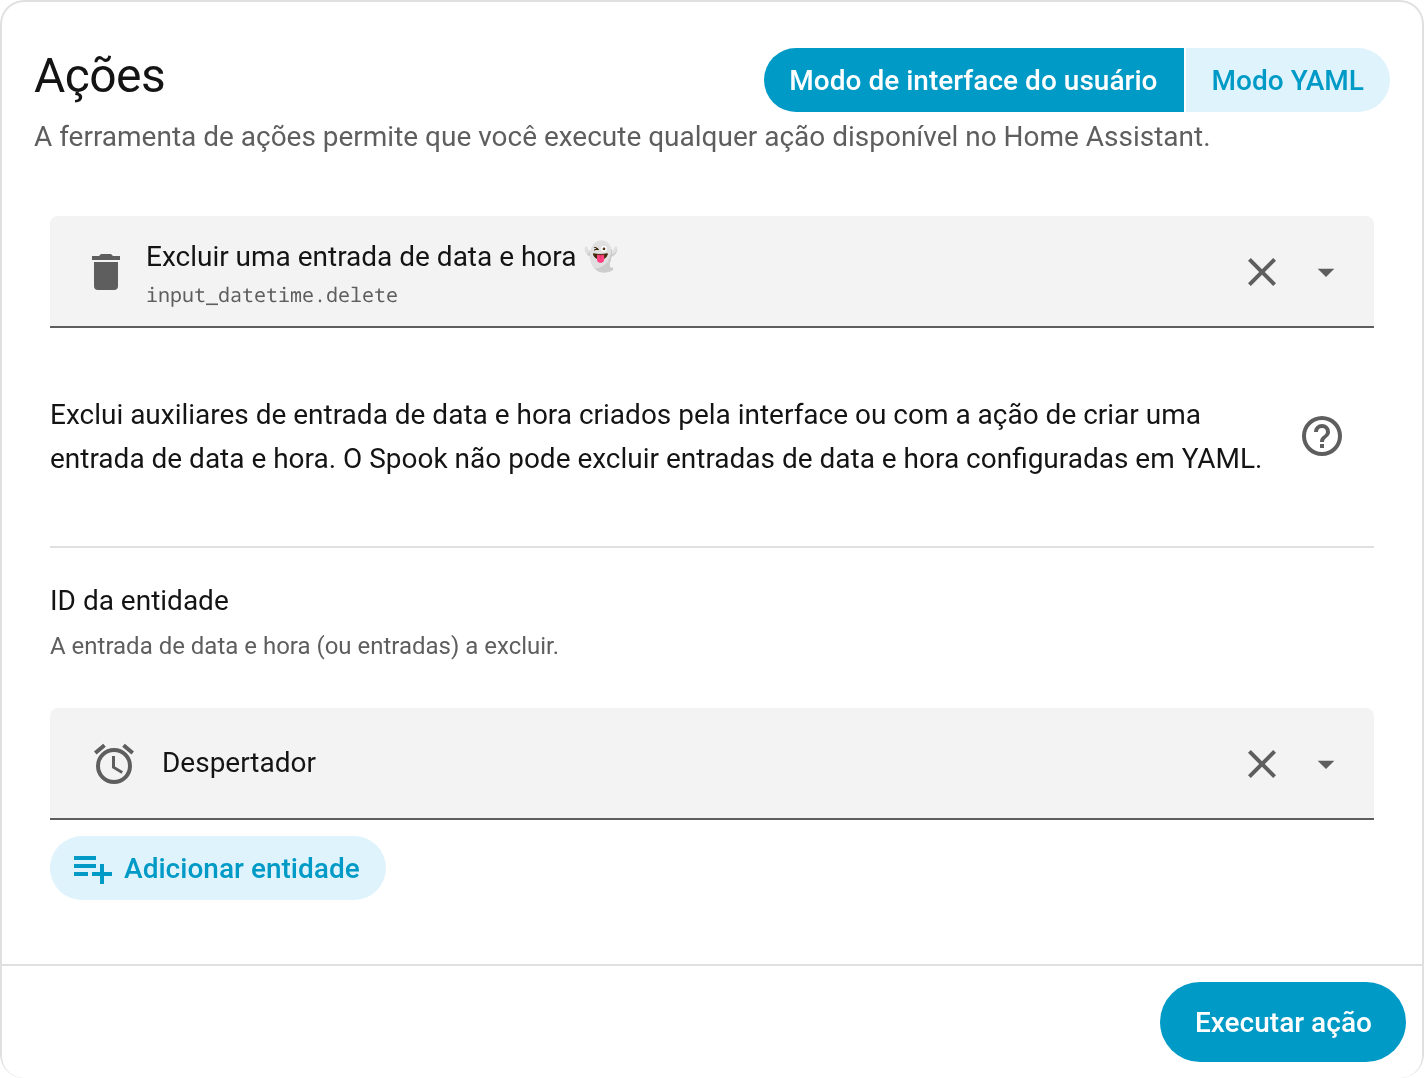 Ações
Modo de interface do usuário
Modo YAML
A ferramenta de ações permite que você execute qualquer ação disponível no Home Assistant.
Excluir uma entrada de data e hora 👻
input_datetime.delete
Exclui auxiliares de entrada de data e hora criados pela interface ou com a ação de criar uma
entrada de data e hora. O Spook não pode excluir entradas de data e hora configuradas em YAML.
ID da entidade
A entrada de data e hora (ou entradas) a excluir.
Despertador
Adicionar entidade
Executar ação